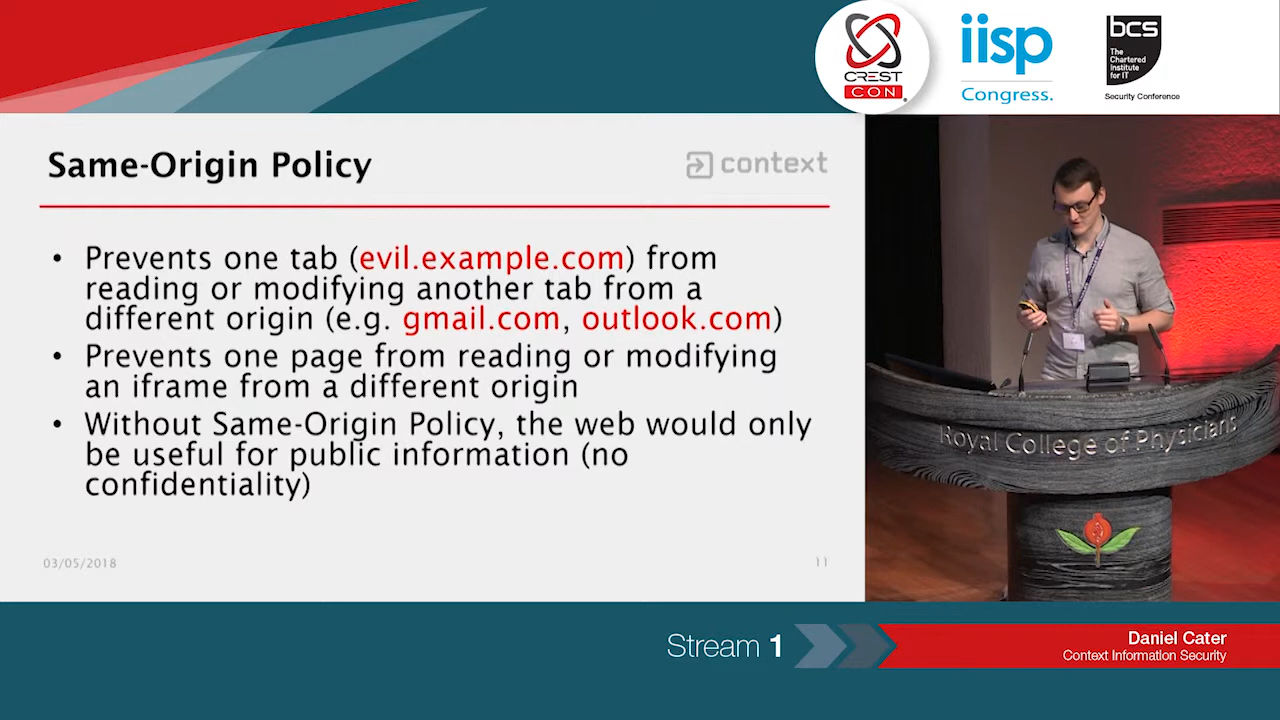 CREST
CON
iisp
Congress.
bcs
The
Chartered
Institute
for IT
Security Conference
Same-Origin Policy
context
• Prevents one tab (evil.example.com) from
reading or modifying another tab from a
different origin (e.g. gmail.com, outlook.com)
• Prevents one page from reading or modifying
an iframe from a different origin
• Without Same-Origin Policy, the web would only
be useful for public information (no
confidentiality)
03/05/2018
11
Royal College of Physicians
Stream 1
Daniel Cater
Context Information Security